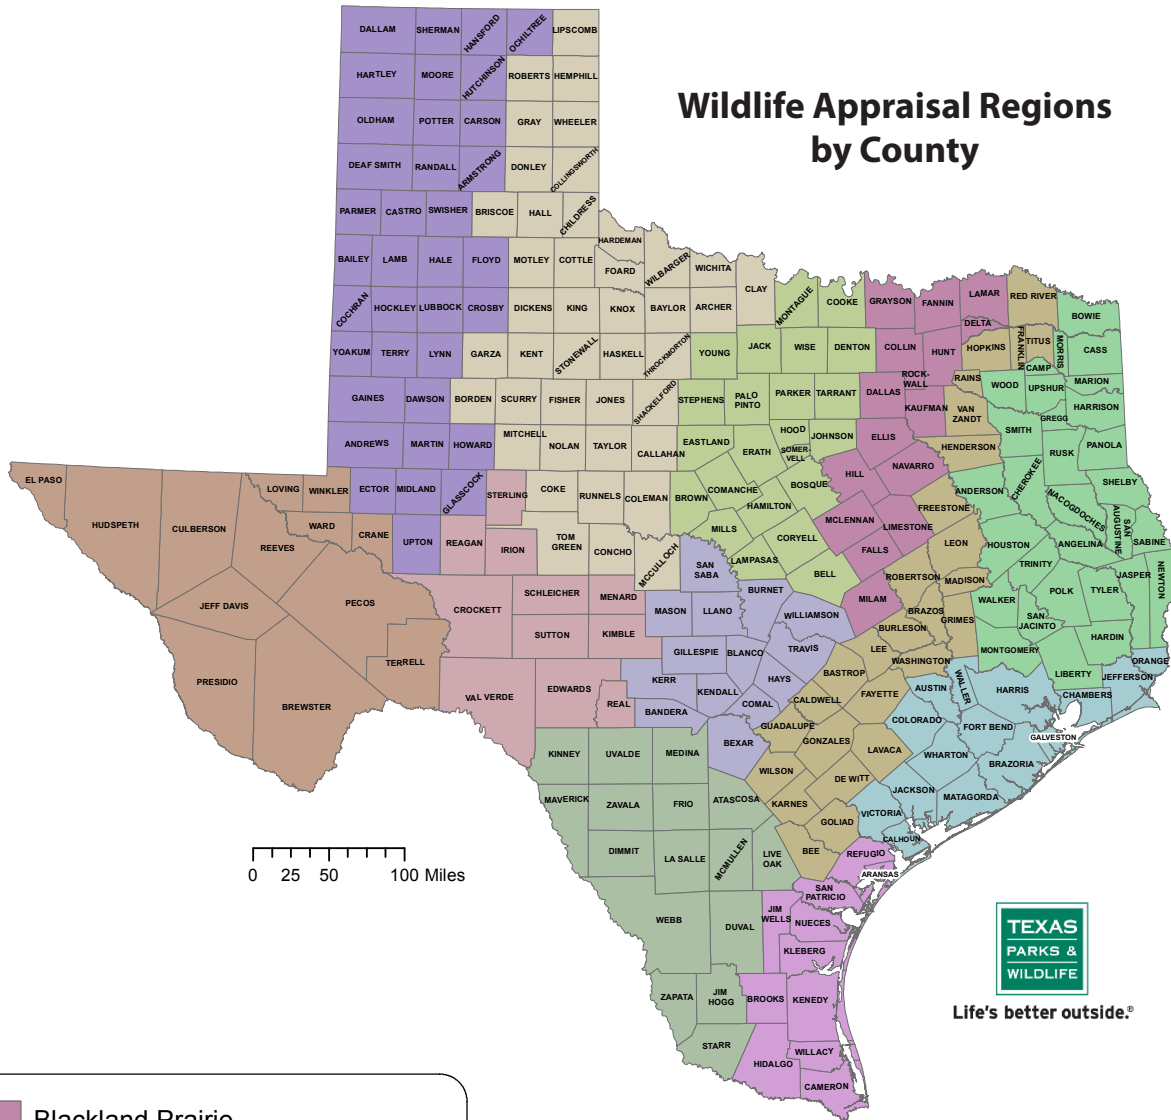 Wildlife Appraisal Regions
by County
DALLAM
SHERMAN
HANSFORD
OCHILTREE
LIPSCOMB
HARTLEY
MOORE
HUTCHINSON
ROBERTS
HEMPHILL
OLDHAM
POTTER
CARSON
GRAY
WHEELER
DEAF SMITH
RANDALL
ARMSTRONG
DONLEY
COLLINGSWORTH
PARMER
CASTRO
SWISHER
BRISCOE
HALL
CHILDRESS
HARDEMAN
BAILEY
LAMB
HALE
FLOYD
MOTLEY
COTTLE
FOARD
WILBARGER
WICHITA
CLAY
MONTAGUE
COOKE
GRAYSON
FANNIN
LAMAR
RED RIVER
BOWIE
COCHRAN
HOCKLEY
LUBBOCK
CROSBY
DICKENS
KING
KNOX
BAYLOR
ARCHER
DELTA
YOAKUM
TERRY
LYNN
GARZA
KENT
STONEWALL
HASKELL
THROCKMORTON
YOUNG
JACK
WISE
DENTON
COLLIN
HUNT
HOPKINS
FRANKLIN
TITUS
MORRIS
CASS
CAMP
GAINES
DAWSON
BORDEN
SCURRY
FISHER
JONES
SHACKELFORD
STEPHENS
PALO
PINTO
PARKER
TARRANT
DALLAS
ROCK-
WALL
KAUFMAN
RAINS
VAN
ZANDT
WOOD
UPSHUR
MARION
HARRISON
GREGG
ANDREWS
MARTIN
HOWARD
MITCHELL
NOLAN
TAYLOR
CALLAHAN
EASTLAND
ERATH
HOOD
SOMER-
VELL
JOHNSON
ELLIS
HENDERSON
SMITH
RUSK
PANOLA
EL PASO
HUDSPETH
CULBERSON
LOVING
WINKLER
ECTOR
MIDLAND
GLASSCOCK
STERLING
COKE
RUNNELS
COLEMAN
BROWN
COMANCHE
HAMILTON
BOSQUE
HILL
NAVARRO
ANDERSON
CHEROKEE
NACOGDOCHES
SHELBY
REEVES
WARD
CRANE
UPTON
REAGAN
IRION
TOM
GREEN
CONCHO
MCCULLOCH
MILLS
LAMPASAS
CORYELL
MCLENNAN
LIMESTONE
FREESTONE
LEON
HOUSTON
ANGELINA
SAN
AUGUSTINE
SABINE
JEFF DAVIS
PECOS
CROCKETT
SCHLEICHER
MENARD
SAN
SABA
BURNET
BELL
FALLS
ROBERTSON
MADISON
TRINITY
POLK
TYLER
JASPER
NEWTON
PRESIDIO
BREWSTER
TERRELL
SUTTON
KIMBLE
MASON
LLANO
WILLIAMSON
MILAM
BRAZOS
GRIMES
WALKER
SAN
JACINTO
HARDIN
VAL VERDE
EDWARDS
REAL
KERR
GILLESPIE
BLANCO
TRAVIS
HAYS
BURLESON
LEE
WASHINGTON
MONTGOMERY
LIBERTY
ORANGE
JEFFERSON
CHAMBERS
BANDERA
KENDALL
COMAL
CALDWELL
BASTROP
FAYETTE
AUSTIN
WALLER
HARRIS
KINNEY
UVALDE
MEDINA
BEXAR
GUADALUPE
GONZALES
LAVACA
COLORADO
FORT BEND
GALVESTON
WHARTON
BRAZORIA
MAVERICK
ZAVALA
FRIO
ATASCOSA
WILSON
KARNES
DE WITT
JACKSON
MATAGORDA
VICTORIA
CALHOUN
DIMMIT
LA SALLE
MCMULLEN
LIVE
OAK
BEE
GOLIAD
REFUGIO
ARANSAS
SAN
PATRICIO
WEBB
DUVAL
JIM
WELLS
NUECES
KLEBERG
ZAPATA
JIM
HOGG
BROOKS
KENEDY
STARR
HIDALGO
WILLACY
CAMERON
0 25 50 100 Miles
TEXAS
PARKS &
WILDLIFE
Life's better outside.®
Blackland Prairie